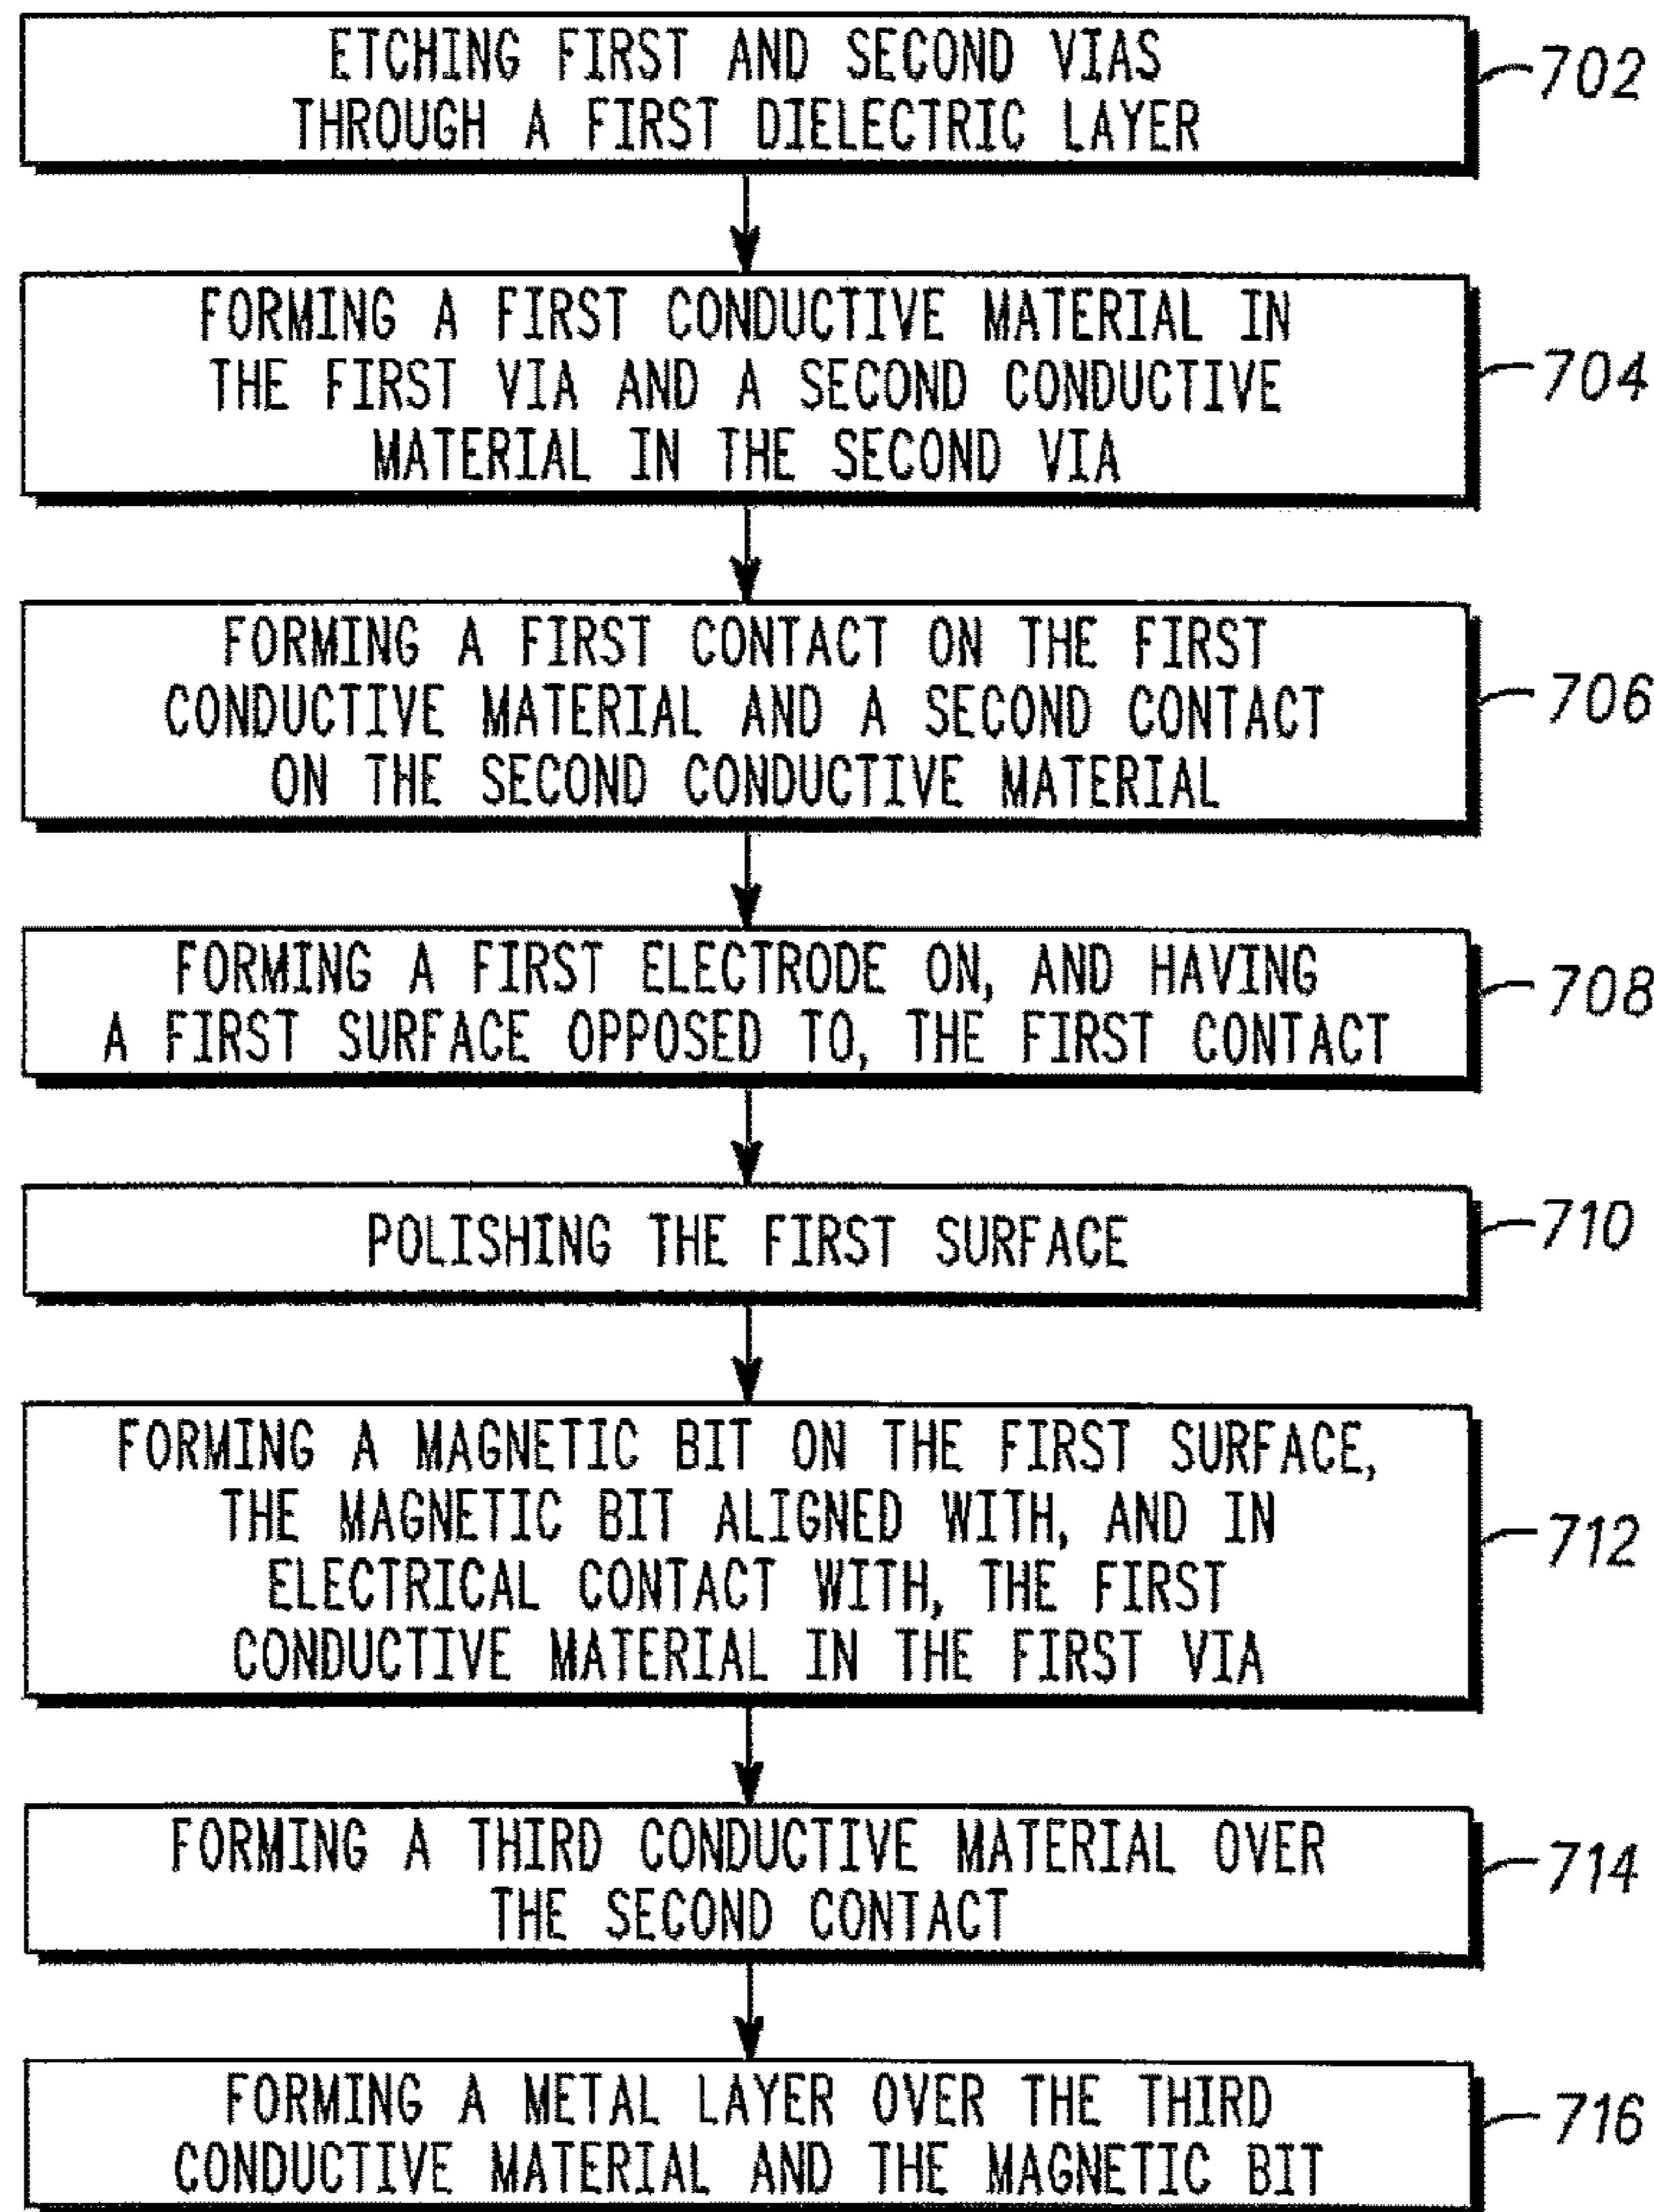 ETCHING FIRST AND SECOND VIAS
THROUGH A FIRST DIELECTRIC LAYER
702
FORMING A FIRST CONDUCTIVE MATERIAL IN
THE FIRST VIA AND A SECOND CONDUCTIVE
MATERIAL IN THE SECOND VIA
704
FORMING A FIRST CONTACT ON THE FIRST
CONDUCTIVE MATERIAL AND A SECOND CONTACT
ON THE SECOND CONDUCTIVE MATERIAL
706
FORMING A FIRST ELECTRODE ON, AND HAVING
A FIRST SURFACE OPPOSED TO, THE FIRST CONTACT
708
POLISHING THE FIRST SURFACE
710
FORMING A MAGNETIC BIT ON THE FIRST SURFACE,
THE MAGNETIC BIT ALIGNED WITH, AND IN
ELECTRICAL CONTACT WITH, THE FIRST
CONDUCTIVE MATERIAL IN THE FIRST VIA
712
FORMING A THIRD CONDUCTIVE MATERIAL OVER
THE SECOND CONTACT
714
FORMING A METAL LAYER OVER THE THIRD
CONDUCTIVE MATERIAL AND THE MAGNETIC BIT
716